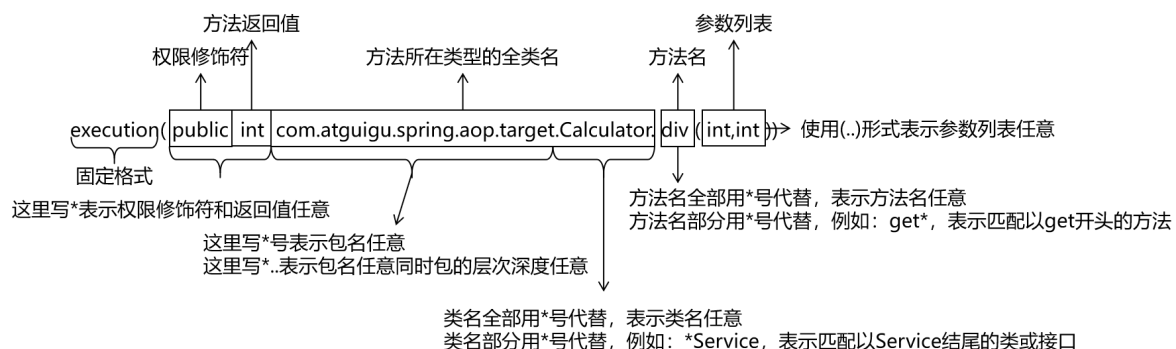 方法返回值
参数列表
权限修饰符
方法所在类型的全类名
方法名
execution(public int com.atguigu.spring.aop.target.Calculator.div(int,int))
使用(..)形式表示参数列表任意
固定格式
这里写*表示权限修饰符和返回值任意
方法名全部用*号代替，表示方法名任意
方法名部分用*号代替，例如：get*，表示匹配以get开头的方法
这里写*号表示包名任意
这里写*..表示包名任意同时包的层次深度任意
类名全部用*号代替，表示类名任意
类名部分用*号代替，例如：*Service，表示匹配以Service结尾的类或接口